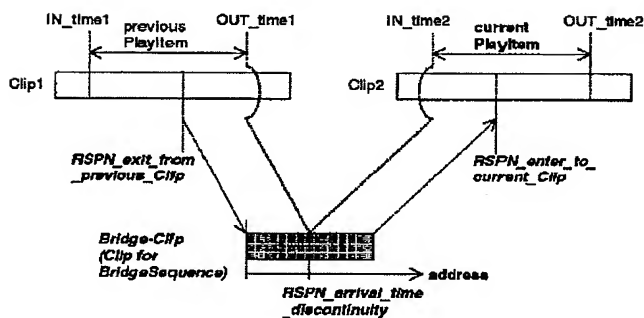 IN_time1 previous PlayItem OUT_time1
IN_time2 current PlayItem OUT_time2
Clip1
Clip2
RSPN_exit_from
_previous_Clip
RSPN_enter_to_
current_Clip
Bridge-Clip
(Clip for
BridgeSequence)
address
RSPN_arrival_time
_discontinuity